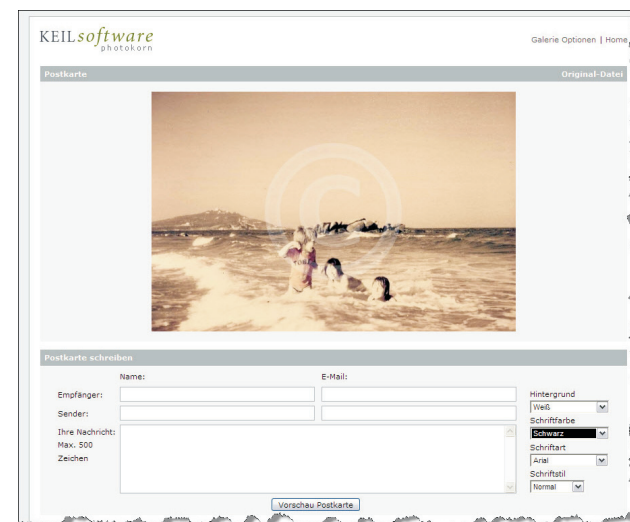 KEILsoftware
photokorn
Galerie Optionen | Home
Postkarte Original-Datei
©
Postkarte schreiben
Name: E-Mail:
Empfänger:
Sender:
Ihre Nachricht:
Max. 500
Zeichen
Hintergrund
Weiß
Schriftfarbe
Schwarz
Schriftart
Arial
Schriftstil
Normal
Vorschau Postkarte